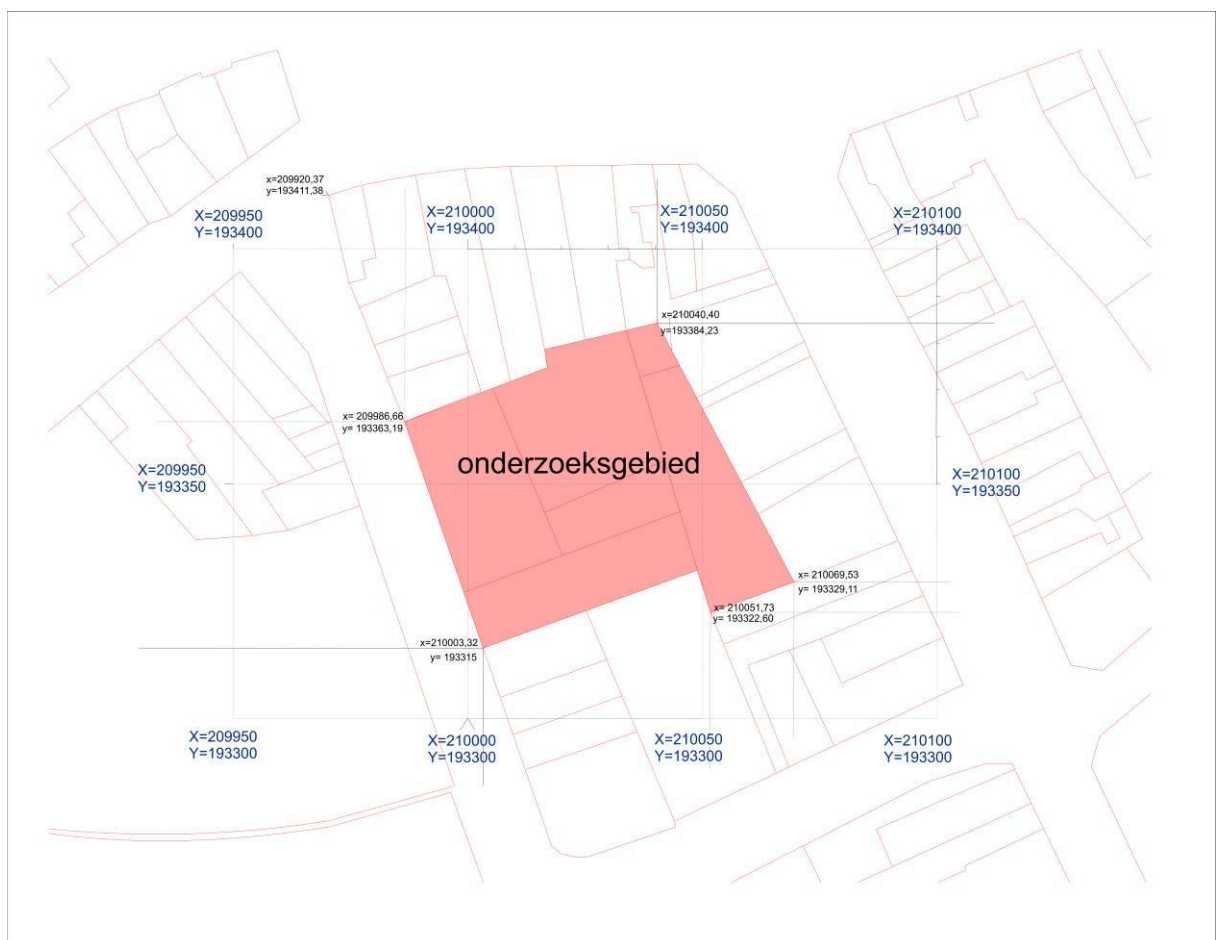 x=209920,37
y=193411,38
X=209950
Y=193400
X=210000
Y=193400
X=210050
Y=193400
X=210100
Y=193400
x=210040,40
y=193384,23
x= 209986,66
y= 193363,19
onderzoeksgebied
X=209950
Y=193350
X=210100
Y=193350
x= 210069,53
y= 193329,11
x= 210051,73
y= 193322,60
x=210003,32
y= 193315
X=209950
Y=193300
X=210000
Y=193300
X=210050
Y=193300
X=210100
Y=193300